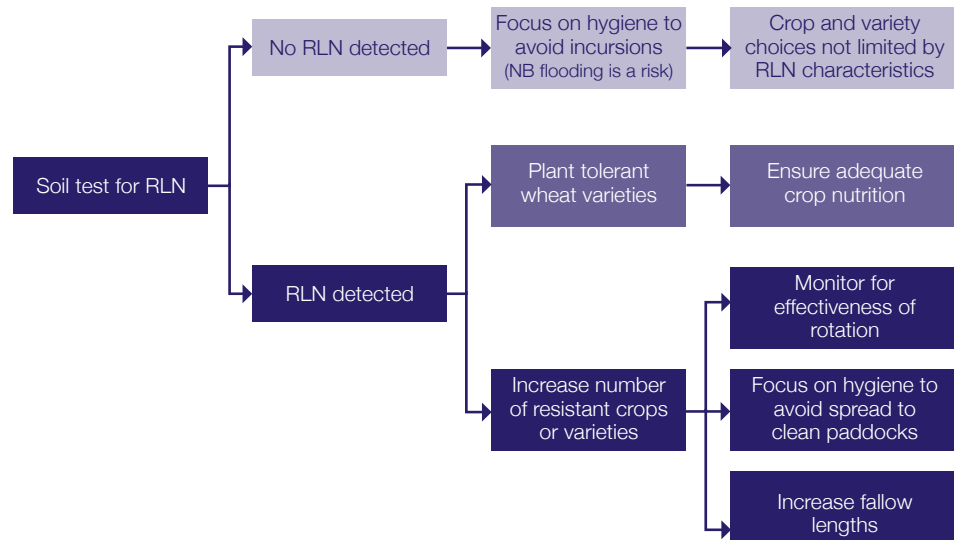 Soil test for RLN
No RLN detected
Focus on hygiene to
avoid incursions
(NB flooding is a risk)
Crop and variety
choices not limited by
RLN characteristics
RLN detected
Plant tolerant
wheat varieties
Ensure adequate
crop nutrition
Increase number
of resistant crops
or varieties
Monitor for
effectiveness of
rotation
Focus on hygiene to
avoid spread to
clean paddocks
Increase fallow
lengths